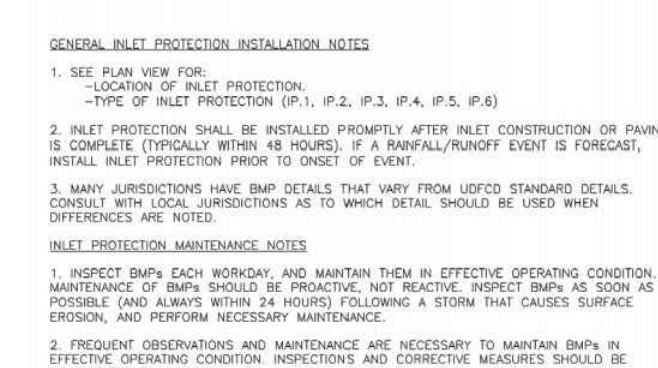 GENERAL INLET PROTECTION INSTALLATION NOTES
1. SEE PLAN VIEW FOR:
-LOCATION OF INLET PROTECTION.
-TYPE OF INLET PROTECTION (IP.1, IP.2, IP.3, IP.4, IP.5, IP.6)
2. INLET PROTECTION SHALL BE INSTALLED PROMPTLY AFTER INLET CONSTRUCTION OR PAVIN
IS COMPLETE (TYPICALLY WITHIN 48 HOURS). IF A RAINFALL/RUNOFF EVENT IS FORECAST,
INSTALL INLET PROTECTION PRIOR TO ONSET OF EVENT.
3. MANY JURISDICTIONS HAVE BMP DETAILS THAT VARY FROM UDFCD STANDARD DETAILS.
CONSULT WITH LOCAL JURISDICTIONS AS TO WHICH DETAIL SHOULD BE USED WHEN
DIFFERENCES ARE NOTED.
INLET PROTECTION MAINTENANCE NOTES
1. INSPECT BMPs EACH WORKDAY, AND MAINTAIN THEM IN EFFECTIVE OPERATING CONDITION.
MAINTENANCE OF BMPs SHOULD BE PROACTIVE, NOT REACTIVE. INSPECT BMPs AS SOON AS
POSSIBLE (AND ALWAYS WITHIN 24 HOURS) FOLLOWING A STORM THAT CAUSES SURFACE
EROSION, AND PERFORM NECESSARY MAINTENANCE.
2. FREQUENT OBSERVATIONS AND MAINTENANCE ARE NECESSARY TO MAINTAIN BMPs IN
EFFECTIVE OPERATING CONDITION. INSPECTIONS AND CORRECTIVE MEASURES SHOULD BE